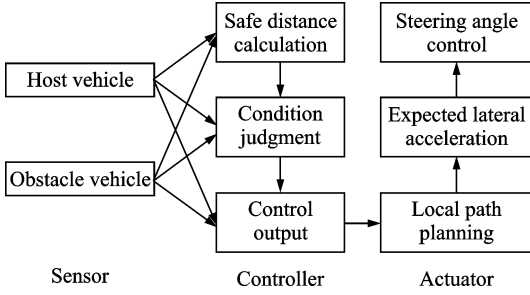 Host vehicle
Obstacle vehicle
Sensor
Safe distance
calculation
Condition
judgment
Control
output
Controller
Steering angle
control
Expected lateral
acceleration
Local path
planning
Actuator